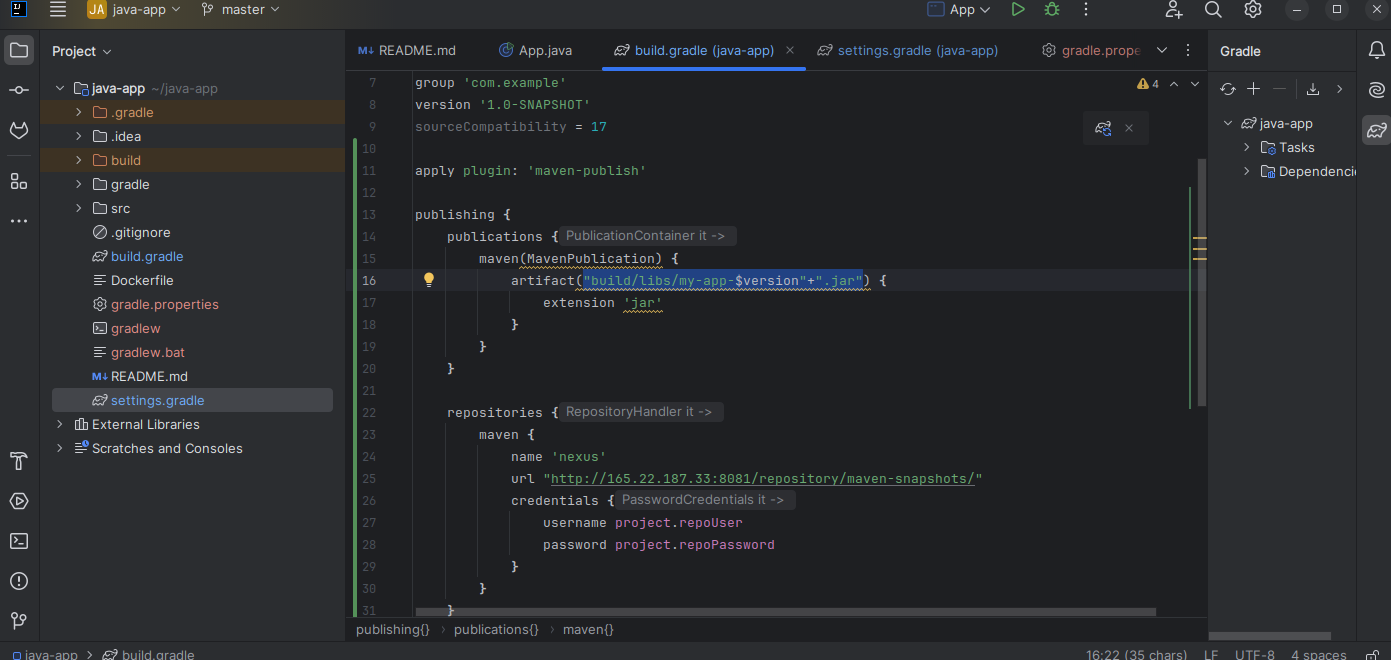 JA java-app master App
Project
java-app ~/java-app
.gradle
.idea
build
gradle
src
.gitignore
build.gradle
Dockerfile
gradle.properties
gradlew
gradlew.bat
M↓ README.md
settings.gradle
External Libraries
Scratches and Consoles
M↓ README.md App.java build.gradle (java-app) settings.gradle (java-app) gradle.prope
4
7 group 'com.example'
8 version '1.0-SNAPSHOT'
9 sourceCompatibility = 17
10
11 apply plugin: 'maven-publish'
12
13 publishing {
14 publications { PublicationContainer it ->
15 maven(MavenPublication) {
16 artifact("build/libs/my-app-$version"+".jar") {
17 extension 'jar'
18 }
19 }
20 }
21
22 repositories { RepositoryHandler it ->
23 maven {
24 name 'nexus'
25 url "http://165.22.187.33:8081/repository/maven-snapshots/"
26 credentials { PasswordCredentials it ->
27 username project.repoUser
28 password project.repoPassword
29 }
30 }
31 }
publishing{} publications{} maven{}
Gradle
java-app
Tasks
Dependencie
java-app build.gradle 16:22 (35 chars) LF UTF-8 4 spaces